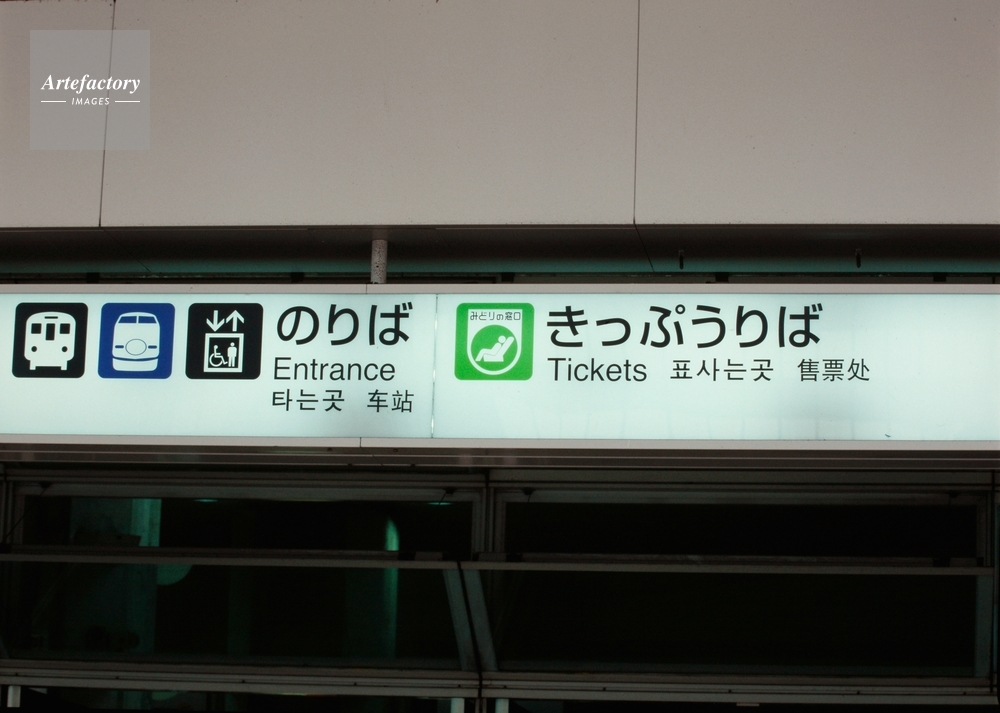 Artefactory
IMAGES
のりば
Entrance
타는곳 车站
みどりの窓口
きっぷうりば
Tickets 표사는곳 售票处